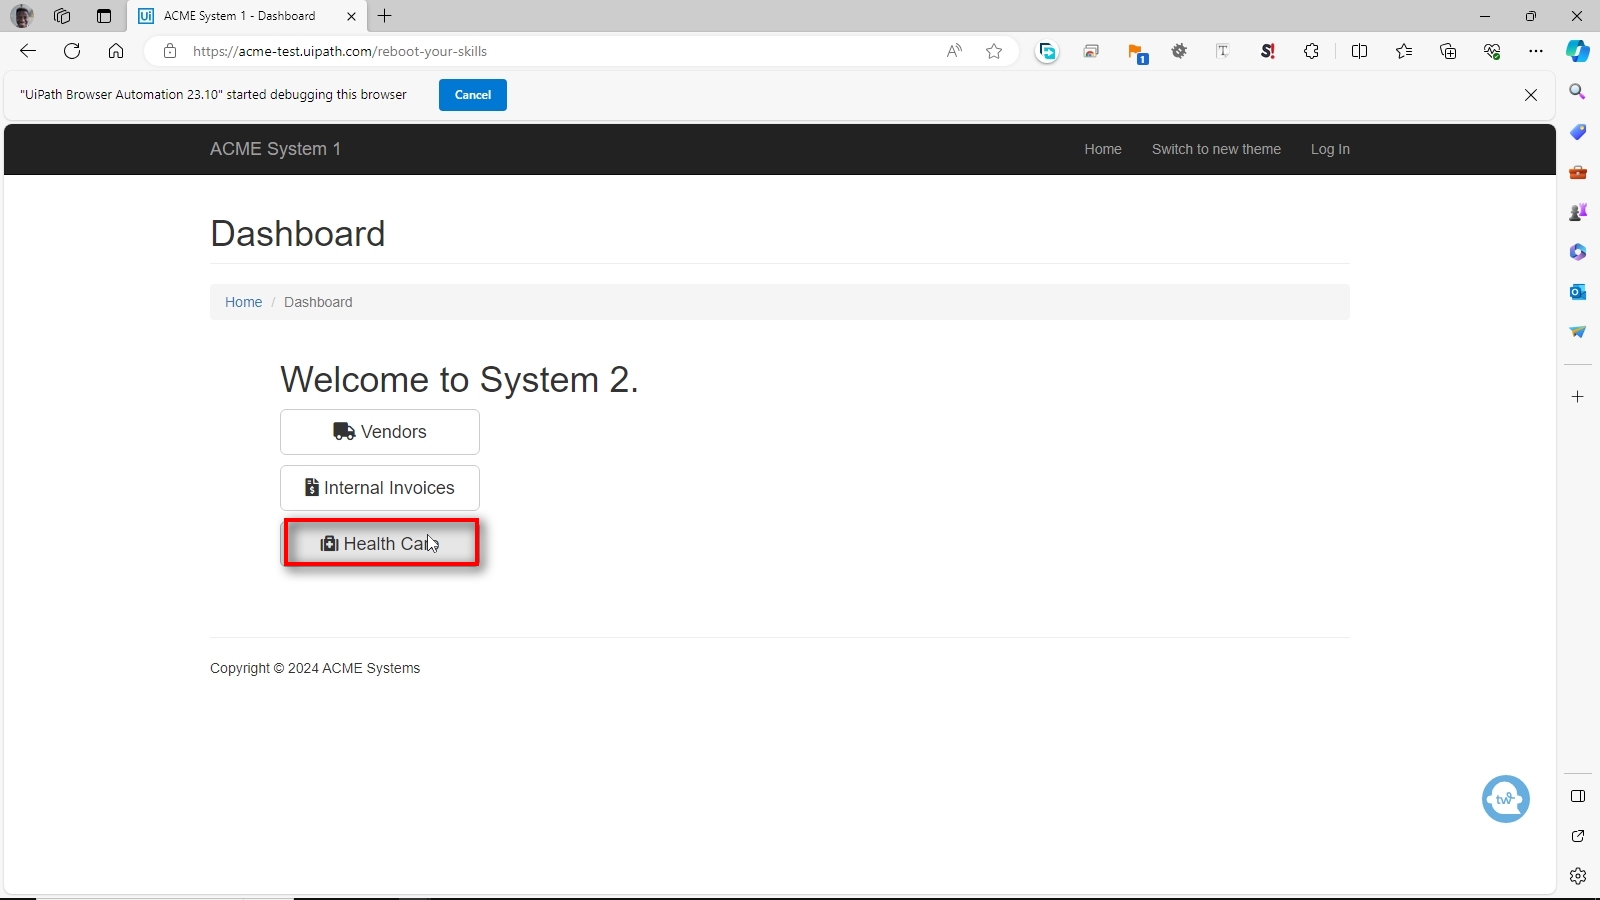 ACME System 1 - Dashboard
https://acme-test.uipath.com/reboot-your-skills
"UiPath Browser Automation 23.10" started debugging this browser
Cancel
ACME System 1
Home
Switch to new theme
Log In
Dashboard
Home / Dashboard
Welcome to System 2.
Vendors
Internal Invoices
Health Care
Copyright © 2024 ACME Systems
tw